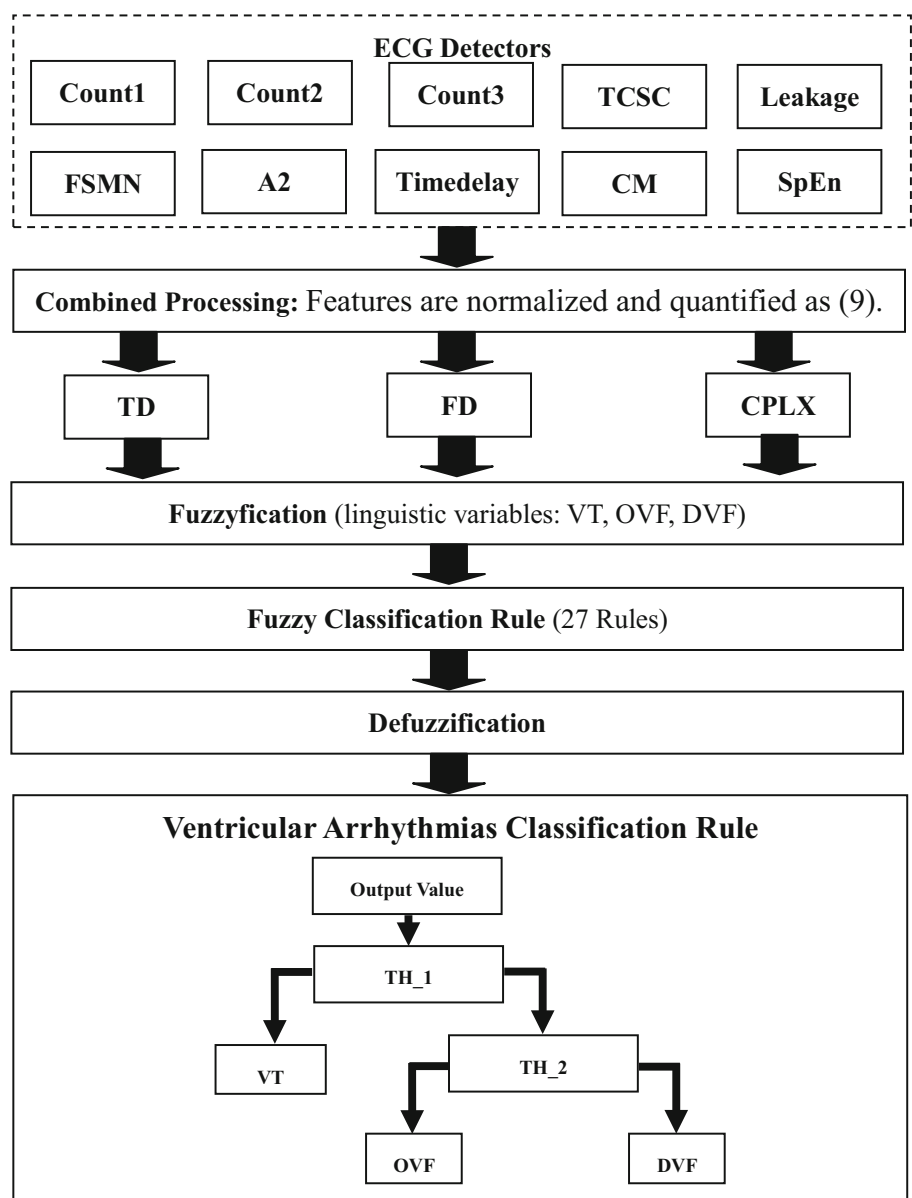 ECG Detectors
Count1 Count2 Count3 TCSC Leakage
FSMN A2 Timedelay CM SpEn
Combined Processing: Features are normalized and quantified as (9).
TD FD CPLX
Fuzzyfication (linguistic variables: VT, OVF, DVF)
Fuzzy Classification Rule (27 Rules)
Defuzzification
Ventricular Arrhythmias Classification Rule
Output Value
TH_1
VT TH_2
OVF DVF